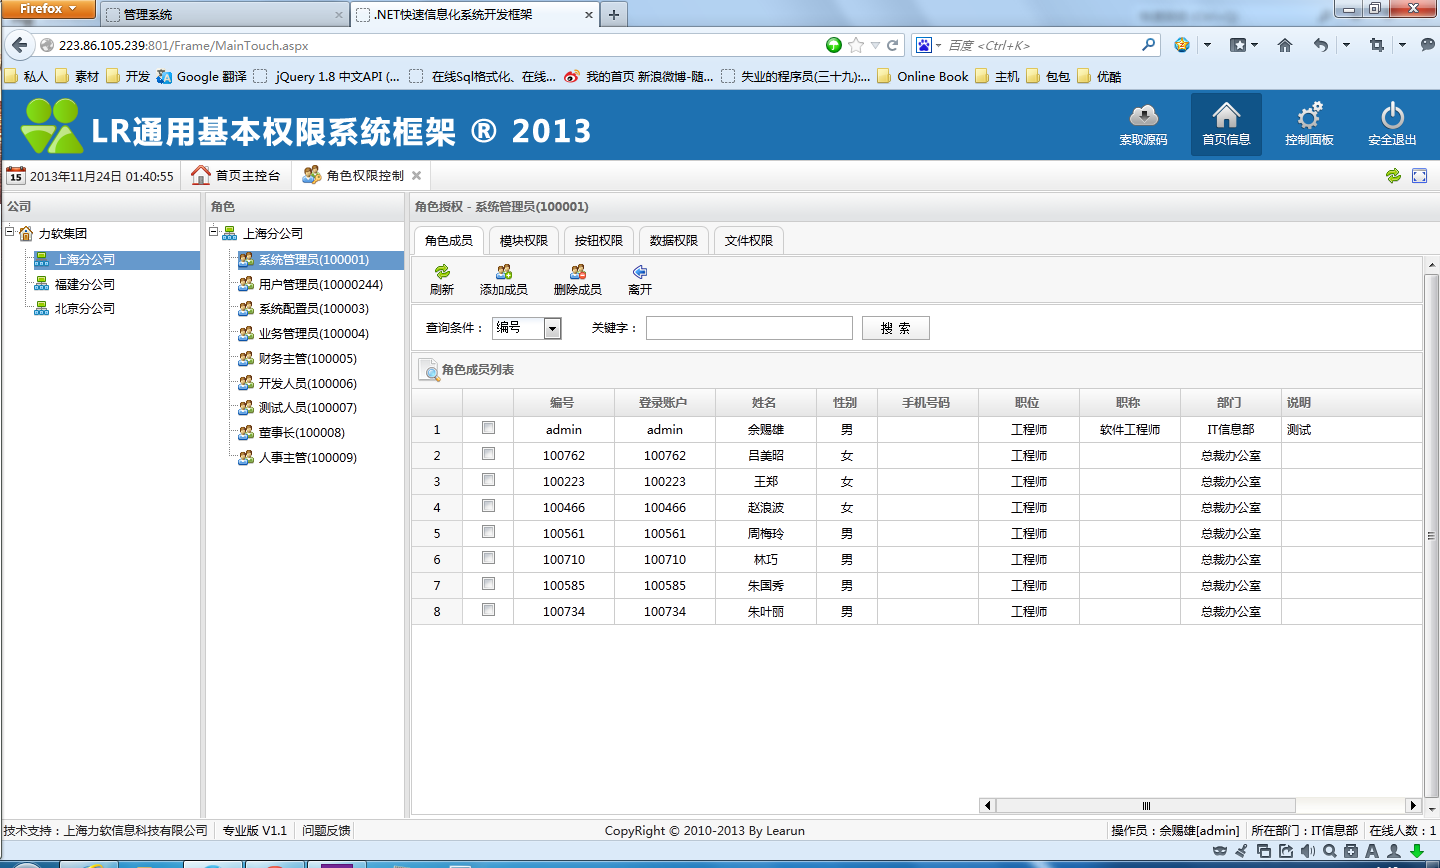 Firefox
管理系统
.NET快速信息化系统开发框架
223.86.105.239:801/Frame/MainTouch.aspx
百度 <Ctrl+K>
私人 素材 开发 Google 翻译 jQuery 1.8 中文API (... 在线Sql格式化、在线... 我的首页 新浪微博-随... 失业的程序员(三十九):... Online Book 主机 包包 优酷
LR通用基本权限系统框架 ® 2013
索取源码 首页信息 控制面板 安全退出
15 2013年11月24日 01:40:55 首页主控台 角色权限控制
公司
力软集团
上海分公司
福建分公司
北京分公司
角色
上海分公司
系统管理员(100001)
用户管理员(10000244)
系统配置员(100003)
业务管理员(100004)
财务主管(100005)
开发人员(100006)
测试人员(100007)
董事长(100008)
人事主管(100009)
角色授权 - 系统管理员(100001)
角色成员 模块权限 按钮权限 数据权限 文件权限
刷新 添加成员 删除成员 离开
查询条件： 编号 关键字： 搜 索
角色成员列表
编号 登录账户 姓名 性别 手机号码 职位 职称 部门 说明
1 admin admin 佘赐雄 男 工程师 软件工程师 IT信息部 测试
2 100762 100762 吕美昭 女 工程师 总裁办公室
3 100223 100223 王郑 女 工程师 总裁办公室
4 100466 100466 赵浪波 女 工程师 总裁办公室
5 100561 100561 周梅玲 男 工程师 总裁办公室
6 100710 100710 林巧 男 工程师 总裁办公室
7 100585 100585 朱国秀 男 工程师 总裁办公室
8 100734 100734 朱叶丽 男 工程师 总裁办公室
技术支持：上海力软信息科技有限公司 专业版 V1.1 问题反馈 CopyRight © 2010-2013 By Learun 操作员：佘赐雄[admin] 所在部门：IT信息部 在线人数：1